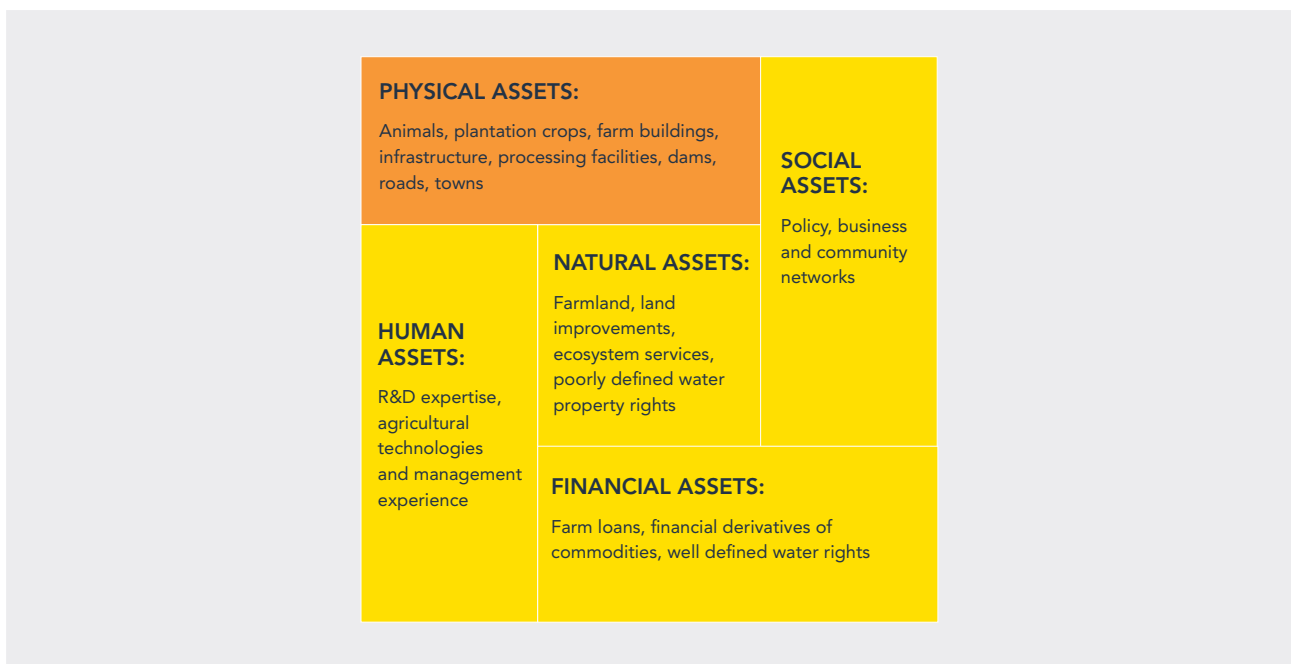 PHYSICAL ASSETS:
Animals, plantation crops, farm buildings,
infrastructure, processing facilities, dams,
roads, towns
SOCIAL
ASSETS:
Policy, business
and community
networks
HUMAN
ASSETS:
R&D expertise,
agricultural
technologies
and management
experience
NATURAL ASSETS:
Farmland, land
improvements,
ecosystem services,
poorly defined water
property rights
FINANCIAL ASSETS:
Farm loans, financial derivatives of
commodities, well defined water rights